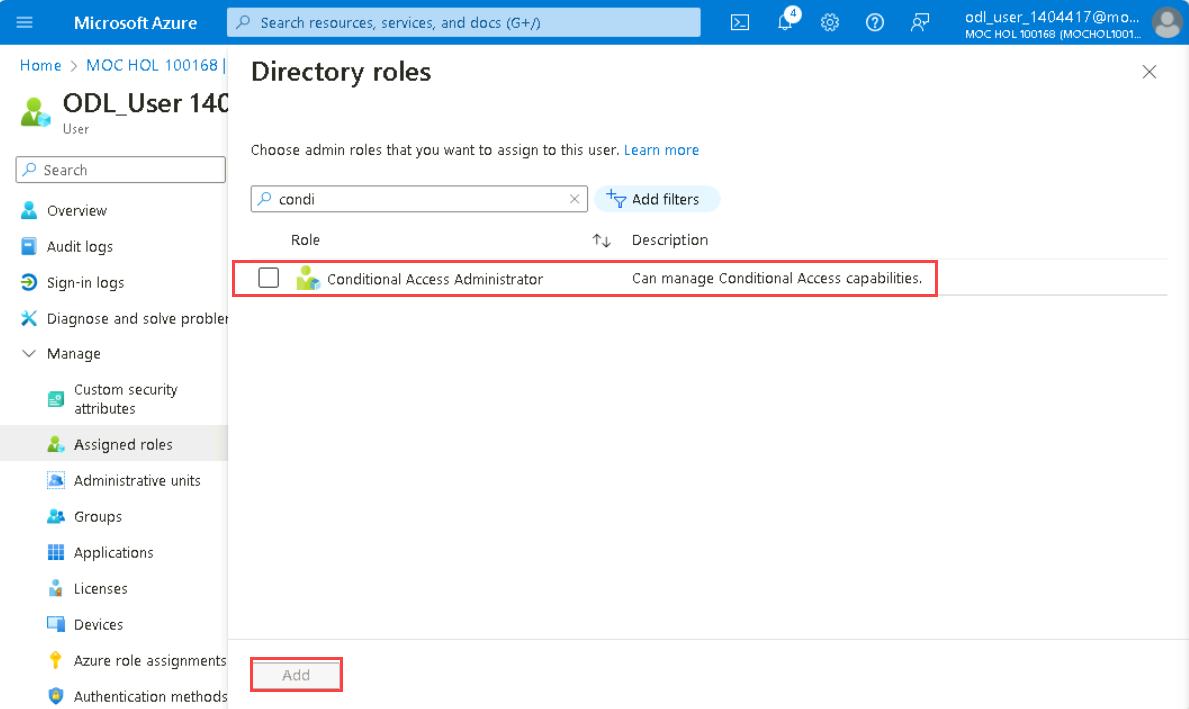 Microsoft Azure
Search resources, services, and docs (G+/)
4
odl_user_1404417@mo...
MOC HOL 100168 (MOCHOL1001...
Home > MOC HOL 100168 |
ODL_User 140
User
Search
Overview
Audit logs
Sign-in logs
Diagnose and solve probler
Manage
Custom security
attributes
Assigned roles
Administrative units
Groups
Applications
Licenses
Devices
Azure role assignments
Authentication methods
Directory roles
Choose admin roles that you want to assign to this user. Learn more
condi
Add filters
Role Description
Conditional Access Administrator Can manage Conditional Access capabilities.
Add